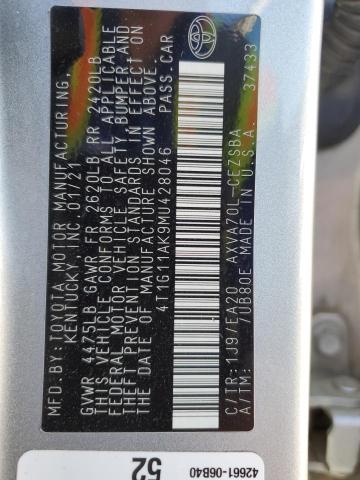 MFD. BY: TOYOTA MOTOR MANUFACTURING,
KENTUCKY, INC. 01/21
GVWR 4475LB GAWR FR 2620LB RR 2420LB
THIS VEHICLE CONFORMS TO ALL APPLICABLE
FEDERAL MOTOR VEHICLE SAFETY, BUMPER AND
THEFT PREVENTION STANDARDS IN EFFECT ON
THE DATE OF MANUFACTURE SHOWN ABOVE.
4T1G11AK9MU428046 PASS.CAR
TOYOTA
C/TR: 1J9/EA20 AXVA70L-CEZSBA
A/TM: /UB80E MADE IN U.S.A. 37433
42661-06B40
52